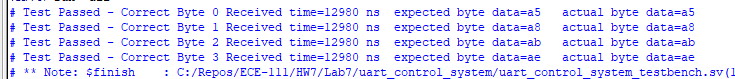 # Test Passed - Correct Byte 0 Received time=12980 ns  expected byte data=a5   actual byte data=a5
# Test Passed - Correct Byte 1 Received time=12980 ns  expected byte data=a8   actual byte data=a8
# Test Passed - Correct Byte 2 Received time=12980 ns  expected byte data=ab   actual byte data=ab
# Test Passed - Correct Byte 3 Received time=12980 ns  expected byte data=ae   actual byte data=ae
# ** Note: $finish    : C:/Repos/ECE-111/HW7/Lab7/uart_control_system/uart_control_system_testbench.sv(1